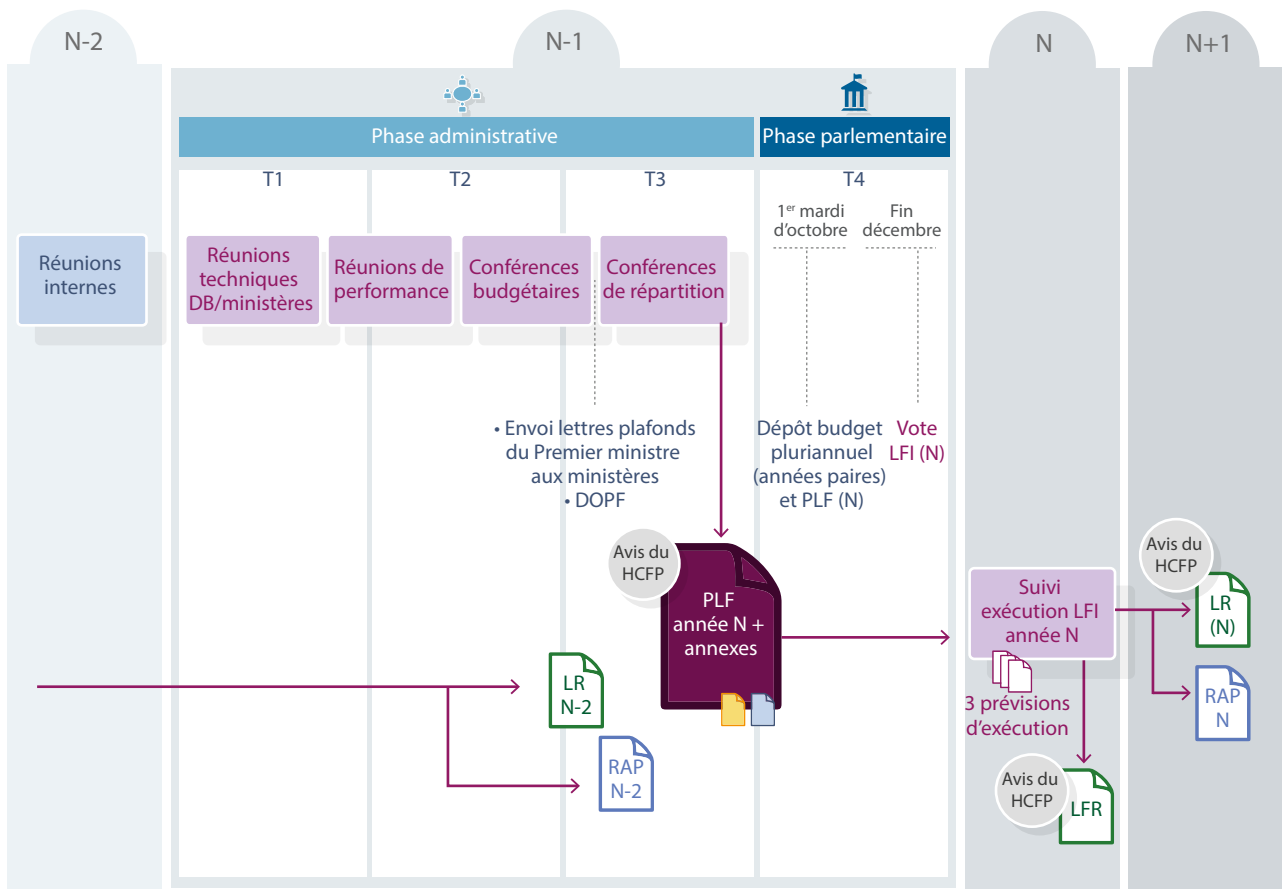 N-2
N-1
N
N+1
Phase administrative
Phase parlementaire
T1
T2
T3
T4
1er mardi
d’octobre
Fin
décembre
Réunions
internes
Réunions
techniques
DB/ministères
Réunions de
performance
Conférences
budgétaires
Conférences
de répartition
• Envoi lettres plafonds
du Premier ministre
aux ministères
• DOPF
Dépôt budget
pluriannuel
(années paires)
et PLF (N)
Vote
LFI (N)
Avis du
HCFP
PLF
année N +
annexes
Suivi
exécution LFI
année N
3 prévisions
d’exécution
Avis du
HCFP
LR
(N)
RAP
N
LR
N-2
RAP
N-2
Avis du
HCFP
LFR